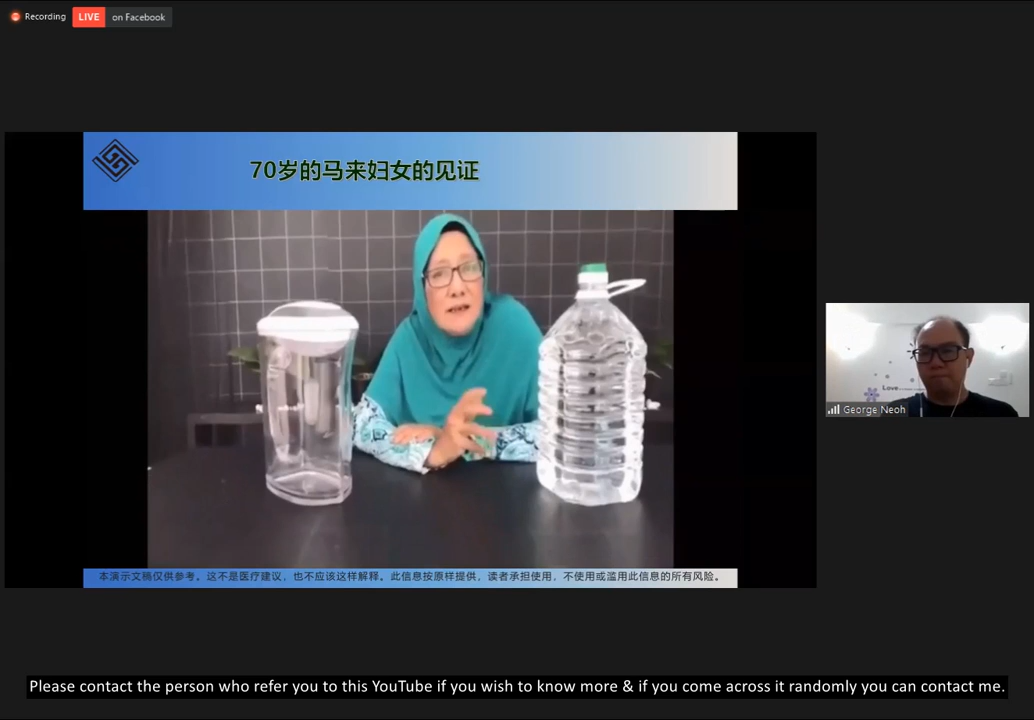 Recording
LIVE on Facebook
70岁的马来妇女的见证
Love
George Neoh
本演示文稿仅供参考。这不是医疗建议，也不应该这样解释。此信息按原样提供，读者承担使用，不使用或滥用此信息的所有风险。
Please contact the person who refer you to this YouTube if you wish to know more & if you come across it randomly you can contact me.